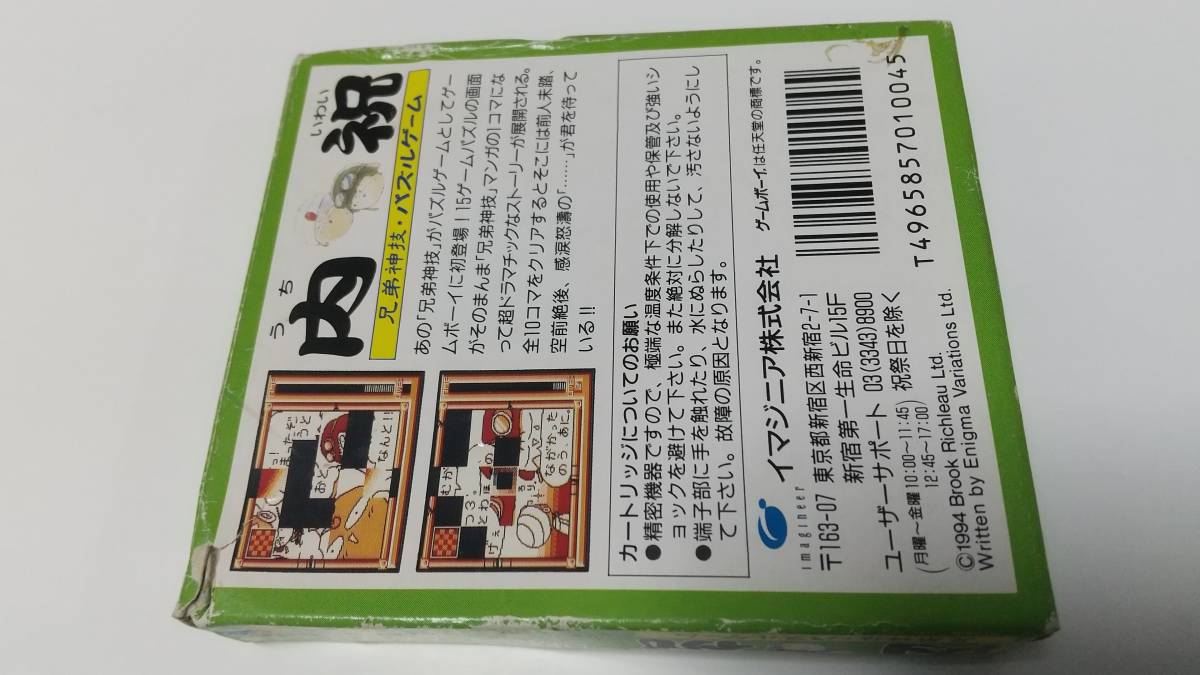 うち いわい
内祝
兄弟神技・パズルゲーム
あの「兄弟神技」がパズルゲームとしてゲー
ムボーイに初登場！15ゲームパズルの画面
がそのまんま「兄弟神技」マンガの1コマにな
って超ドラマチックなストーリーが展開される。
全10コマをクリアするとそこには前人未踏、
空前絶後、感涙怒濤の「……」が君を待って
いる!!
まったぞ
なんと!!
ながかった
のう、あに。
カートリッジについてのお願い
●精密機器ですので、極端な温度条件下での使用や保管及び強いシ
ョックを避けて下さい。また絶対に分解しないで下さい。
●端子部に手を触れたり、水にぬらしたりして、汚さないようにし
て下さい。故障の原因となります。
imagineer
イマジニア株式会社
ゲームボーイ は任天堂の商標です。
〒163-07 東京都新宿区西新宿2-7-1
新宿第一生命ビル15F
ユーザーサポート 03(3343)8900
(月曜〜金曜 10:00〜11:45
12:45〜17:00) 祝祭日を除く
©1994 Brook Richleau Ltd.
Written by Enigma Variations Ltd.
T4965857010045